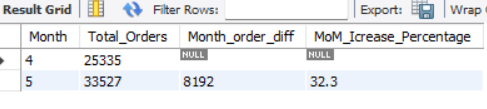 Result Grid Filter Rows: Export: Wrap
Month Total_Orders Month_order_diff MoM_Icrease_Percentage
4 25335 NULL NULL
5 33527 8192 32.3